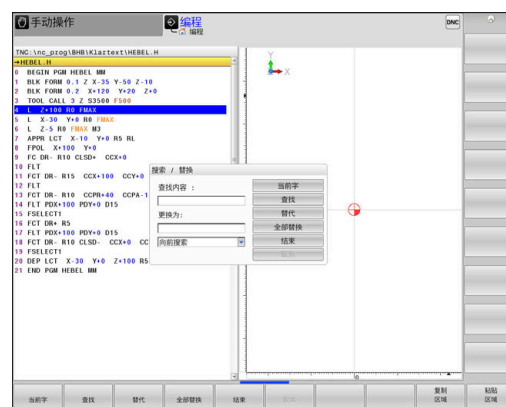 手动操作
编程
编程
DNC
TNC:\nc_prog\BHB\Klartext\HEBEL.H
→HEBEL.H
0 BEGIN PGM HEBEL MM
1 BLK FORM 0.1 Z X-35 Y-50 Z-10
2 BLK FORM 0.2 X+120 Y+20 Z+0
3 TOOL CALL 3 Z S3500 F500
4 L Z+100 R0 FMAX
5 L X-30 Y+0 R0 FMAX
6 L Z-5 R0 FMAX M3
7 APPR LCT X-10 Y+0 R5 RL
8 FPOL X+100 Y+0
9 FC DR- R10 CLSD+ CCX+0
10 FLT
11 FCT DR- R15 CCX+100 CCY+0
12 FLT
13 FCT DR- R10 CCPR+40 CCPA-1
14 FLT PDX+100 PDY+0 D15
15 FSELECT1
16 FCT DR+ R5
17 FLT PDX+100 PDY+0 D15
18 FCT DR- R10 CLSD- CCX+0 CC
19 FSELECT1
20 DEP LCT X-30 Y+0 Z+100 R5
21 END PGM HEBEL MM
Y
X
搜索 / 替换
查找内容 :
当前字
查找
更换为:
替代
全部替换
向前搜索
结束
取消
0
当前字 查找 替代 全部替换 结束 取消 复制区域 粘贴区域